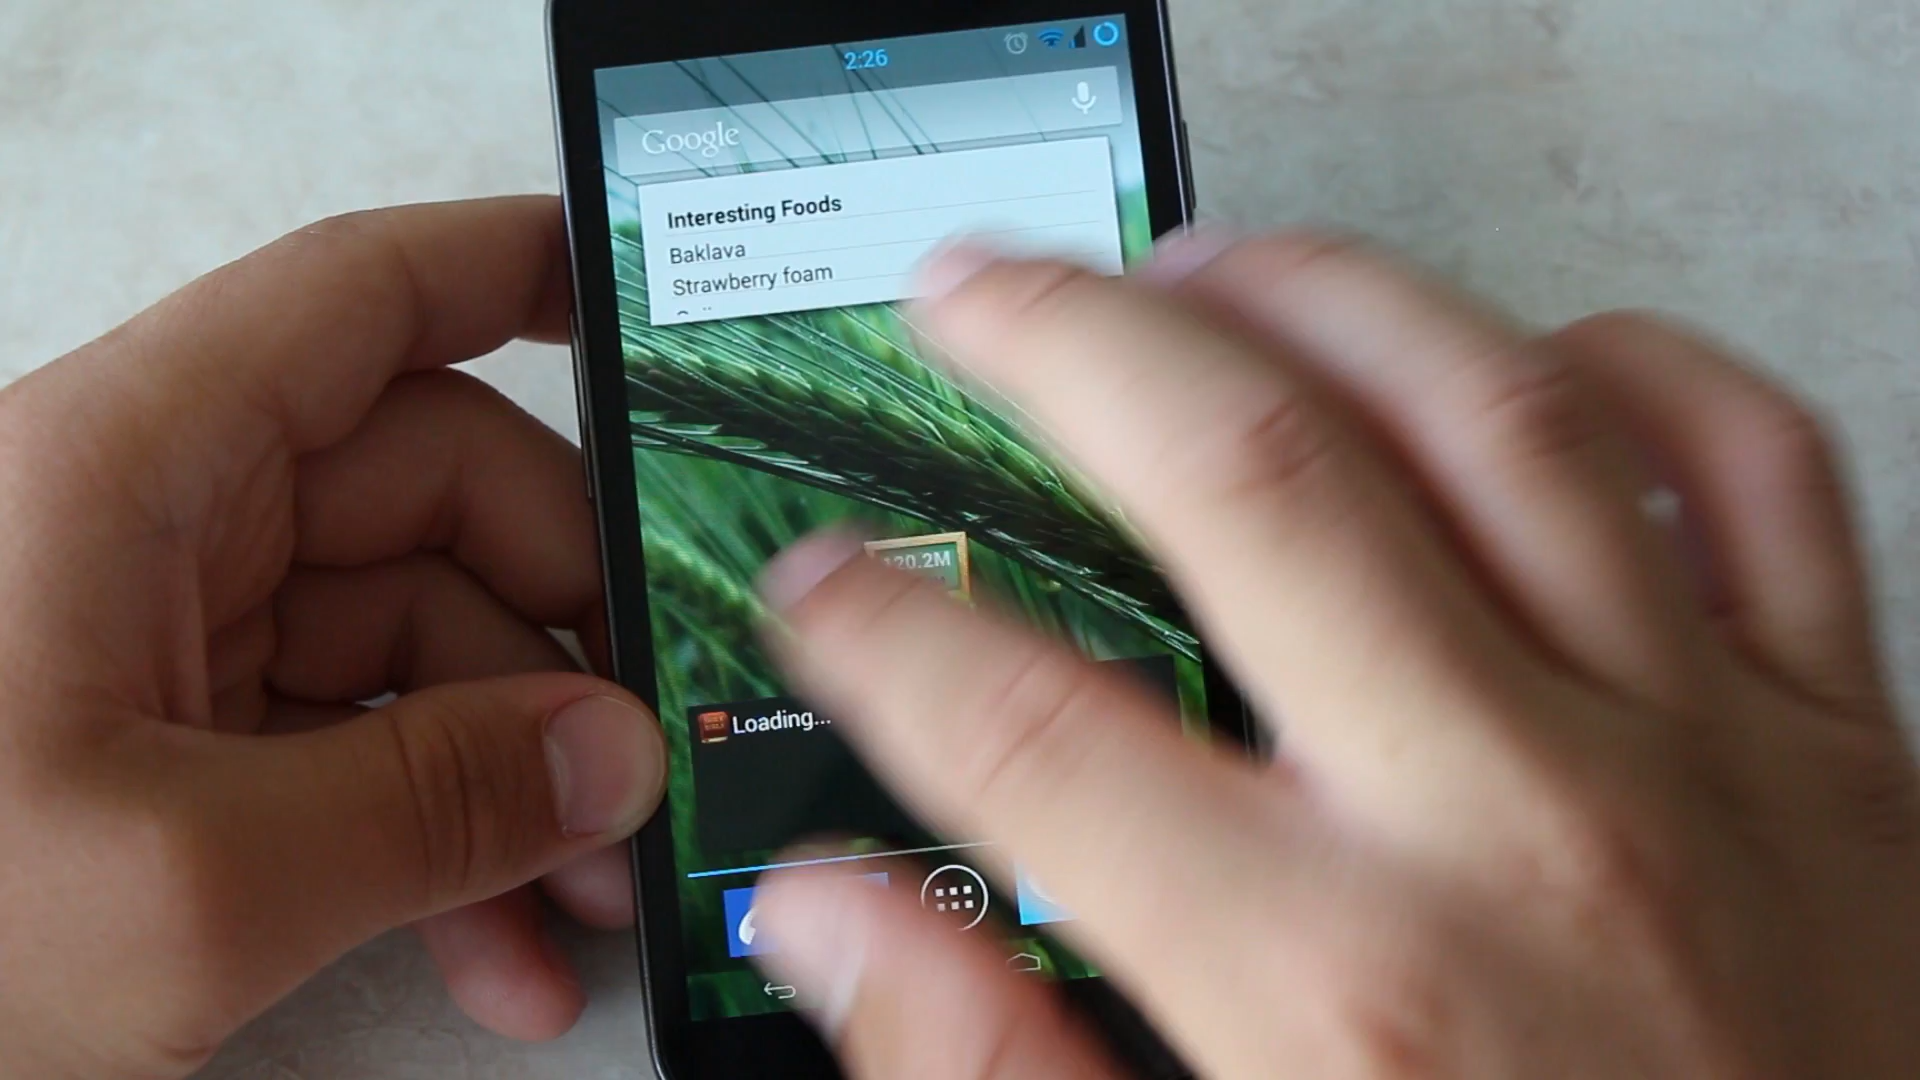 2:26
Google
Interesting Foods
Baklava
Strawberry foam
120.2M
Loading...